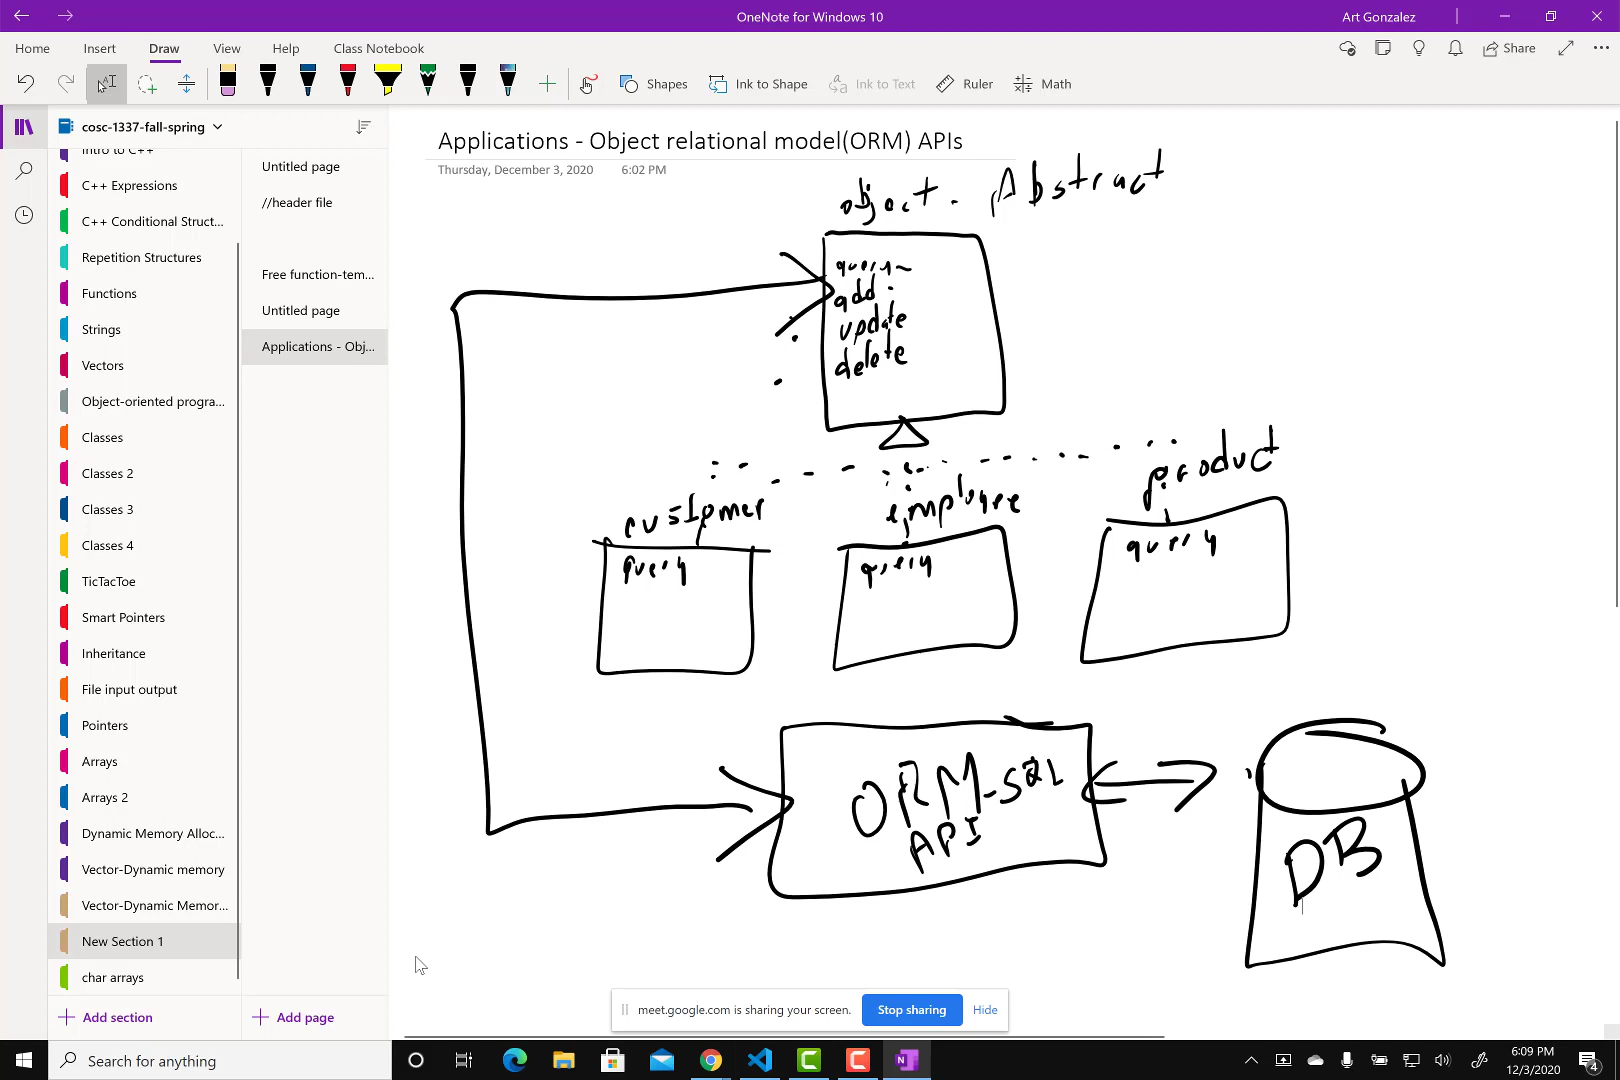 OneNote for Windows 10
Art Gonzalez
Home Insert Draw View Help Class Notebook
Share
Shapes Ink to Shape Ink to Text Ruler Math
cosc-1337-fall-spring
Intro to C++
C++ Expressions
C++ Conditional Struct...
Repetition Structures
Functions
Strings
Vectors
Object-oriented progra...
Classes
Classes 2
Classes 3
Classes 4
TicTacToe
Smart Pointers
Inheritance
File input output
Pointers
Arrays
Arrays 2
Dynamic Memory Alloc...
Vector-Dynamic memory
Vector-Dynamic Memor...
New Section 1
char arrays
Add section
Untitled page
//header file
Free function-tem...
Untitled page
Applications - Obj...
Add page
Applications - Object relational model(ORM) APIs
Thursday, December 3, 2020 6:02 PM
object - Abstract
query
add
update
delete
customer employee product
query query query
ORM-SQL
API
DB
meet.google.com is sharing your screen. Stop sharing Hide
Search for anything
6:09 PM
12/3/2020
4